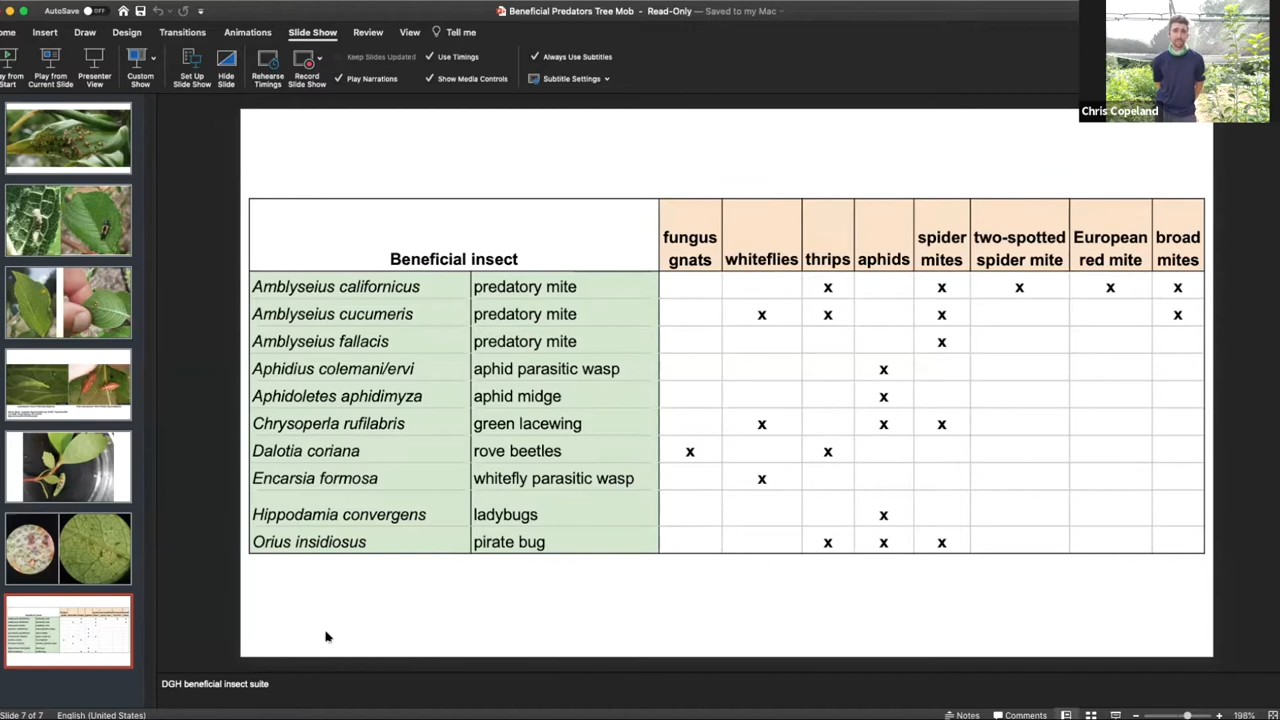 AutoSave OFF
Beneficial Predators Tree Mob - Read-Only — Saved to my Mac
ome Insert Draw Design Transitions Animations Slide Show Review View Tell me
om Start
Play from Current Slide
Presenter View
Custom Show
Set Up Slide Show
Hide Slide
Rehearse Timings
Record Slide Show
Keep Slides Updated
Play Narrations
Use Timings
Show Media Controls
Always Use Subtitles
Subtitle Settings
Chris Copeland
Beneficial insect fungus gnats whiteflies thrips aphids spider mites two-spotted spider mite European red mite broad mites
Amblyseius californicus predatory mite x x x x x
Amblyseius cucumeris predatory mite x x x x
Amblyseius fallacis predatory mite x
Aphidius colemani/ervi aphid parasitic wasp x
Aphidoletes aphidimyza aphid midge x
Chrysoperla rufilabris green lacewing x x x
Dalotia coriana rove beetles x x
Encarsia formosa whitefly parasitic wasp x
Hippodamia convergens ladybugs x
Orius insidiosus pirate bug x x x
DGH beneficial insect suite
Slide 7 of 7 English (United States) Notes Comments 198%